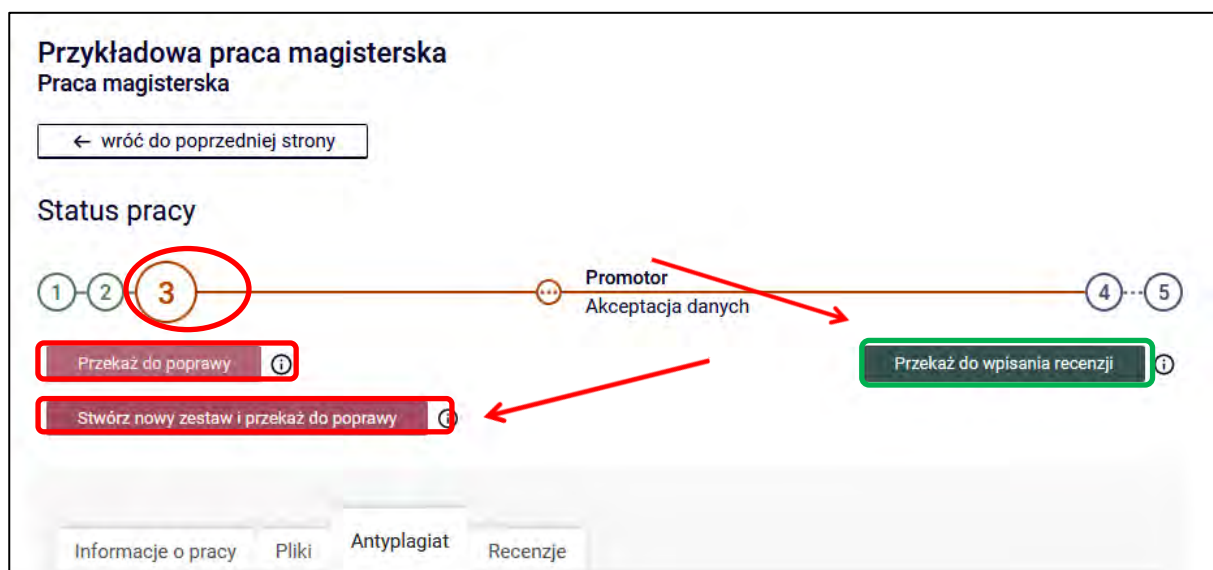 Przykładowa praca magisterska
Praca magisterska
← wróć do poprzedniej strony
Status pracy
1
2
3
Promotor
Akceptacja danych
4
5
Przekaż do poprawy
Przekaż do wpisania recenzji
Stwórz nowy zestaw i przekaż do poprawy
Informacje o pracy
Pliki
Antyplagiat
Recenzje